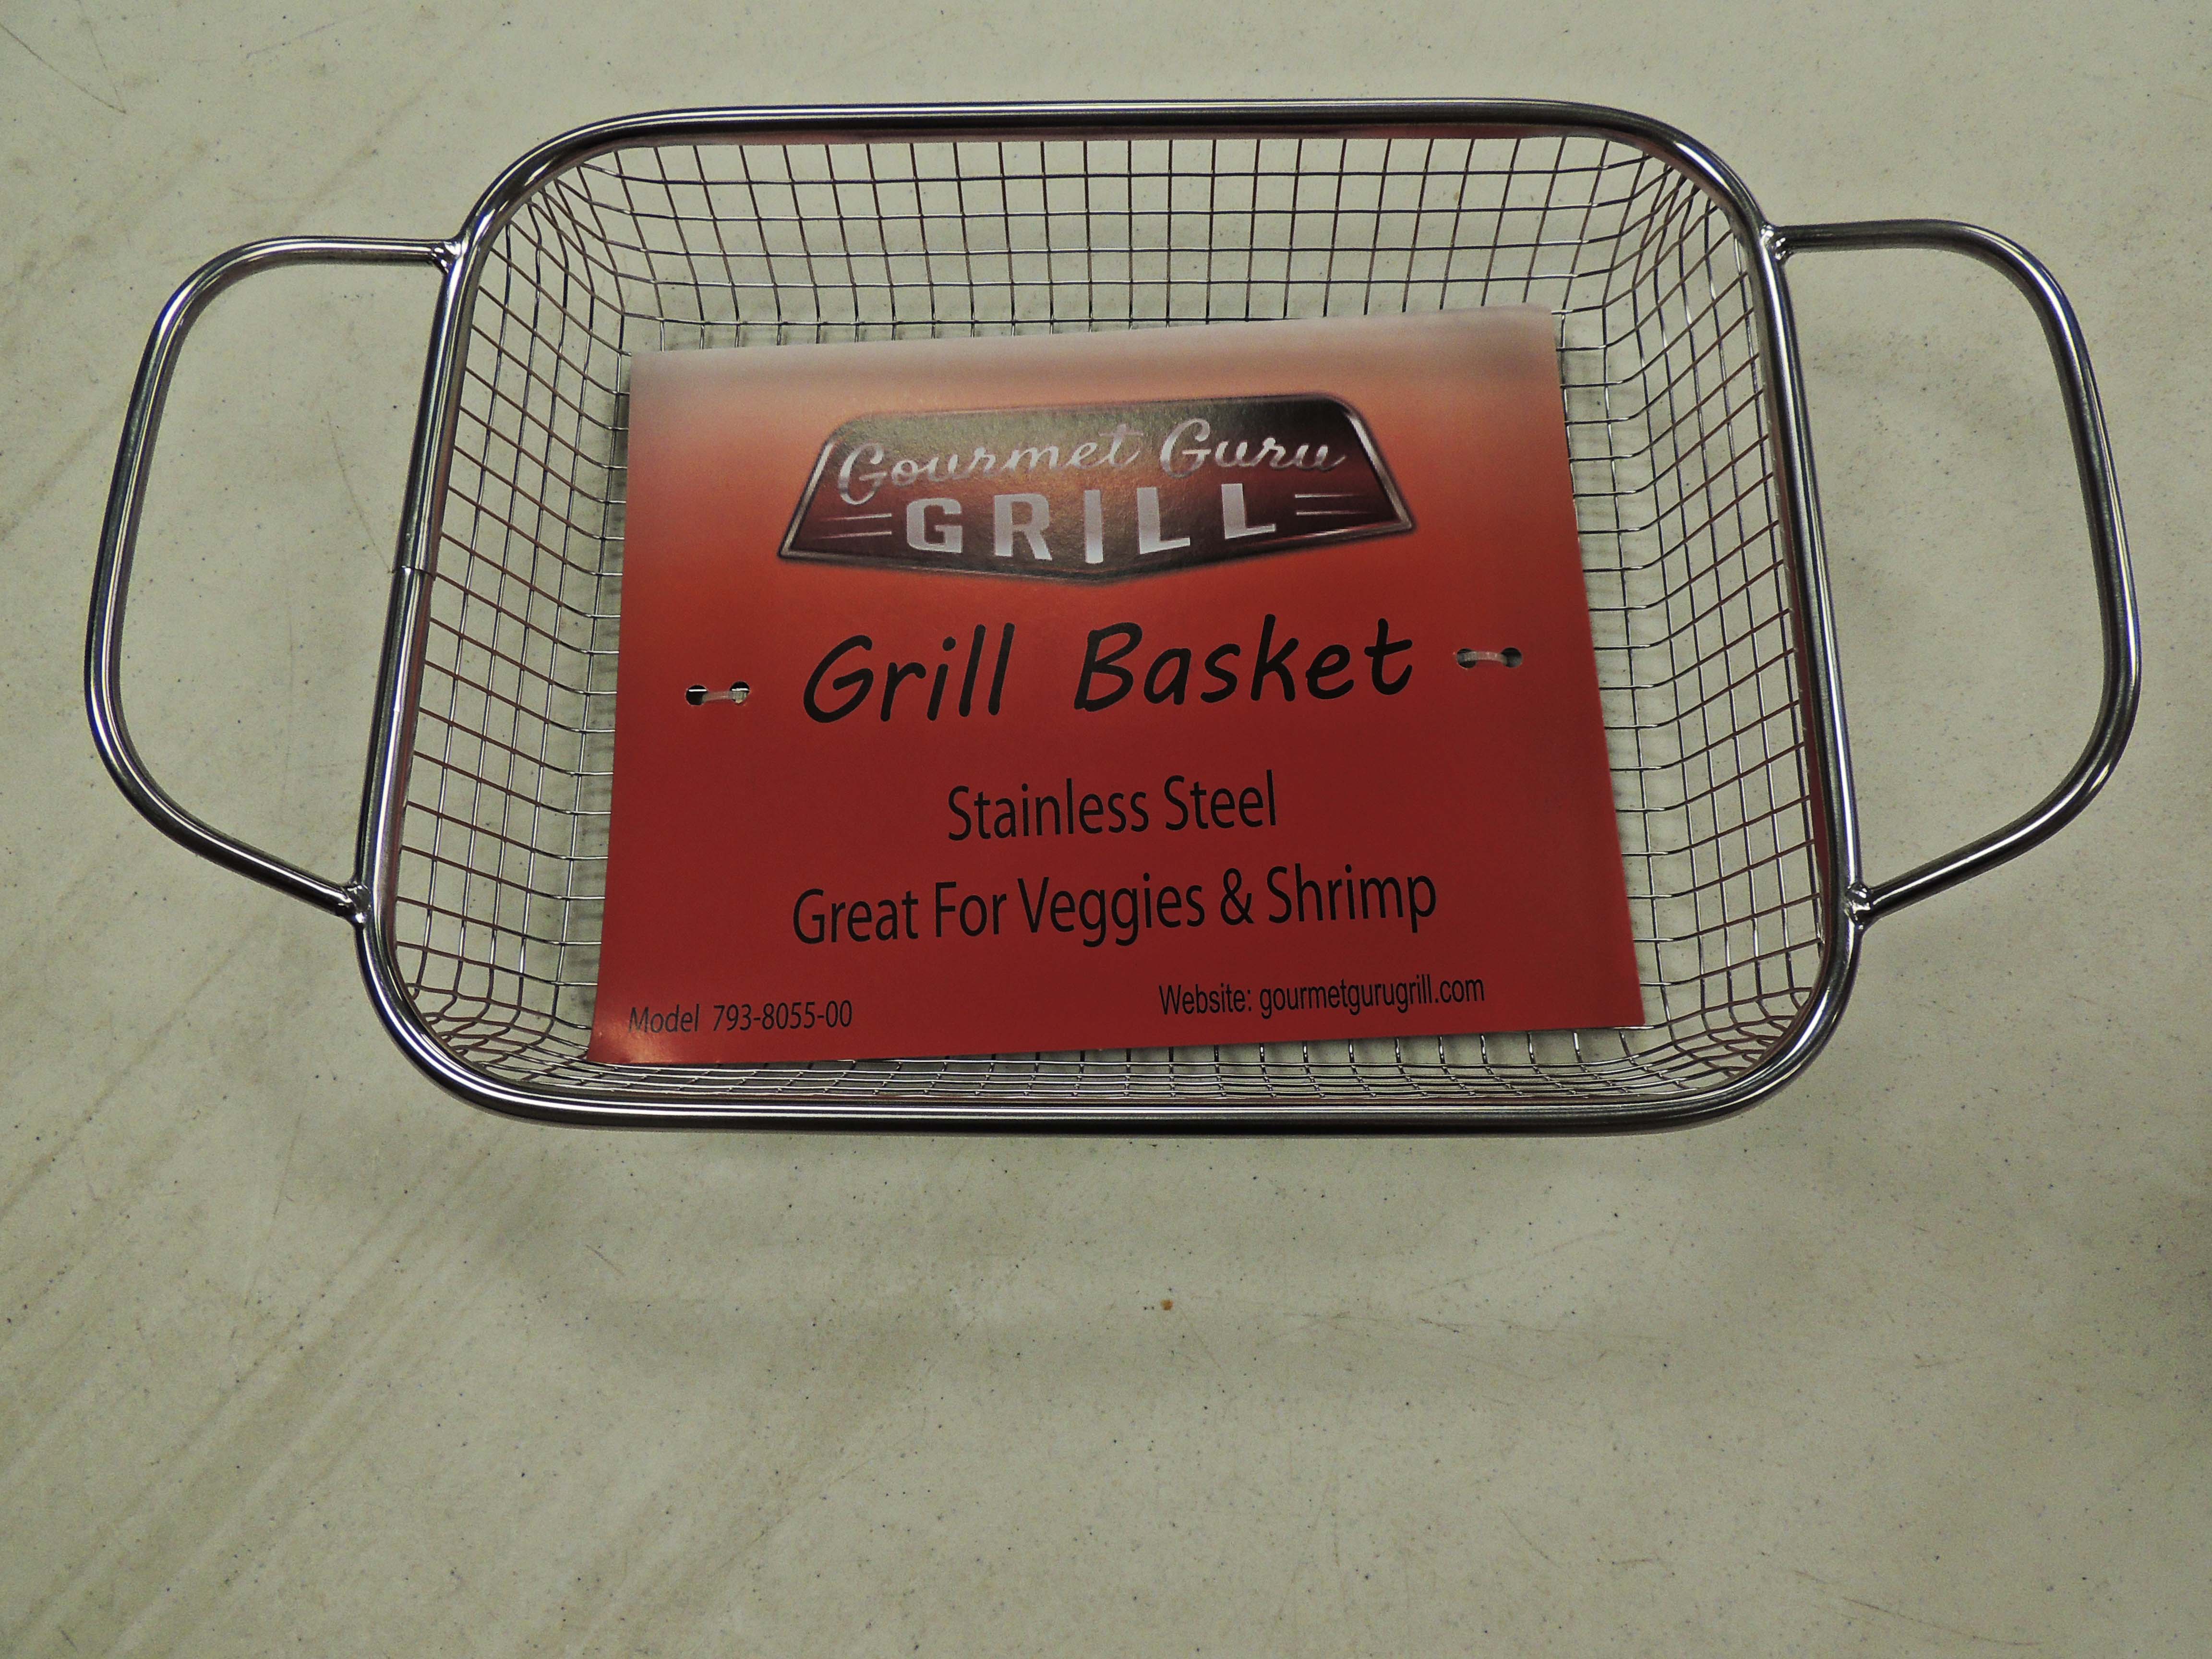 Gourmet Guru
GRILL
Grill Basket
Stainless Steel
Great For Veggies & Shrimp
Model 793-8055-00
Website: gourmetgurugrill.com